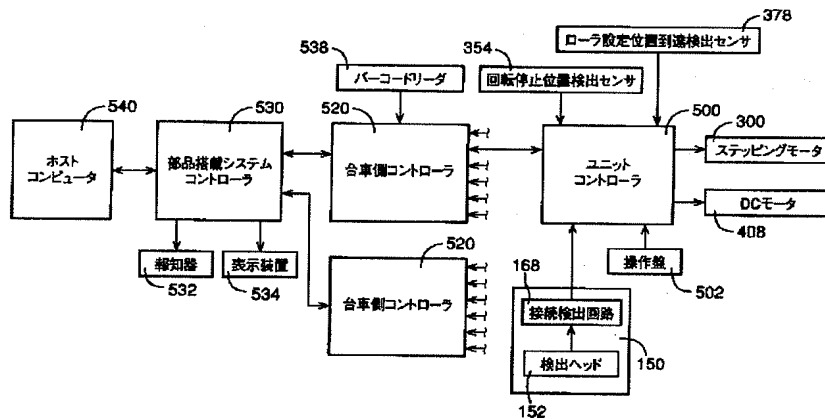 378
ローラ設定位置到達検出センサ
354
回転停止位置検出センサ
538
バーコードリーダ
540
530
520
500
300
ホスト
コンピュータ
部品搭載システム
コントローラ
台車側コントローラ
ユニット
コントローラ
ステッピングモータ
DCモータ
408
報知器
532
表示装置
534
520
台車側コントローラ
操作盤
502
168
接続検出回路
検出ヘッド
150
152